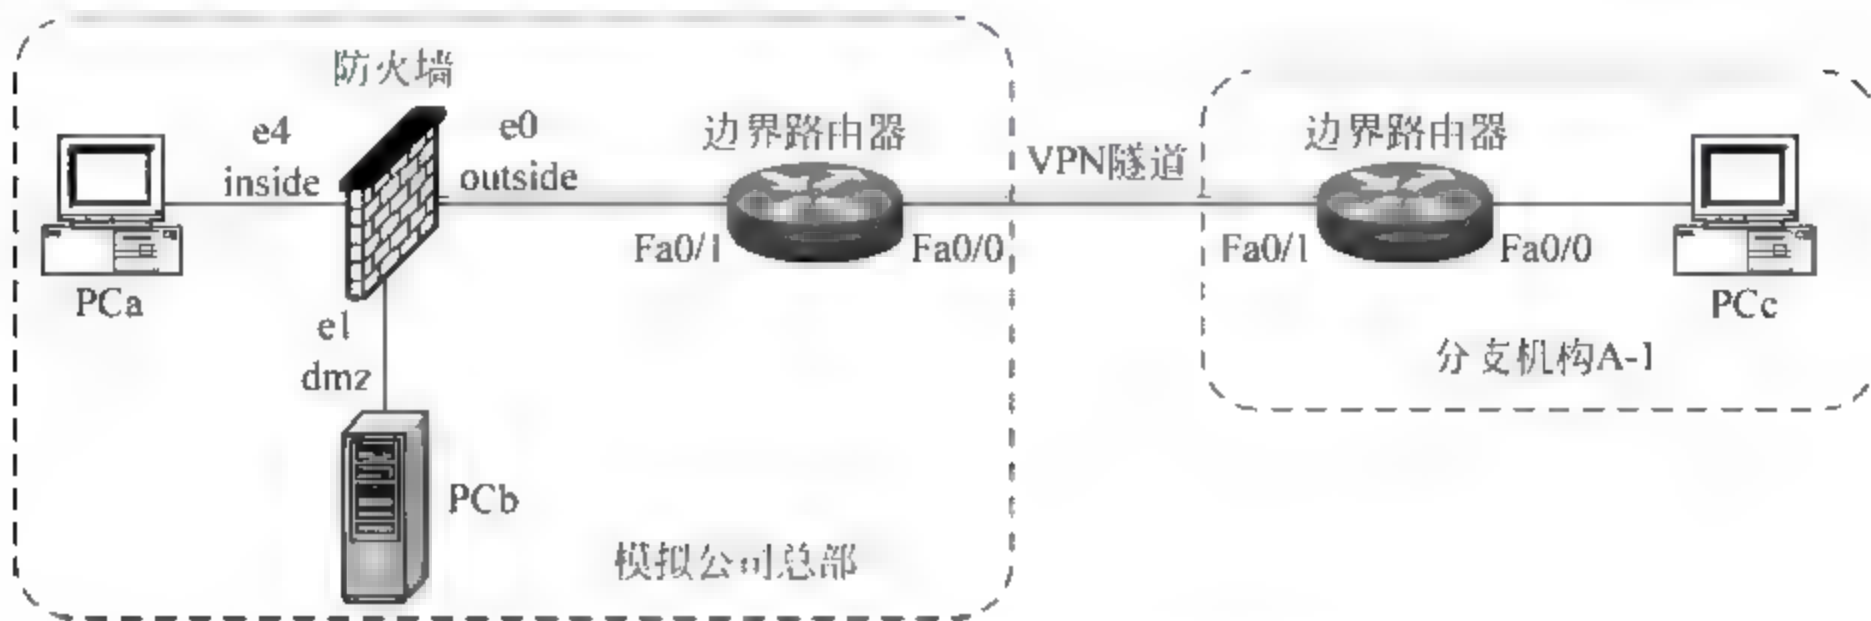 防火墙
e4
inside
e0
outside
边界路由器
VPN隧道
边界路由器
Fa0/1
Fa0/0
Fa0/1
Fa0/0
PCa
PCc
e1
dmz
分支机构A-1
PCb
模拟公司总部